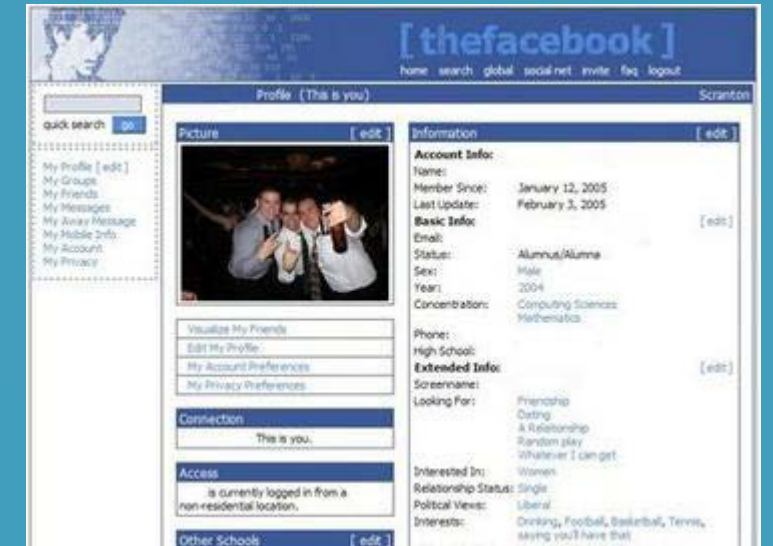 [ thefacebook ]
home search global social net invite faq logout
Profile (This is you) Scranton
quick search go
My Profile [ edit ]
My Groups
My Friends
My Messages
My Away Message
My Mobile Info
My Account
My Privacy
Picture [ edit ]
Visualize My Friends
Edit My Profile
My Account Preferences
My Privacy Preferences
Connection
This is you.
Access
is currently logged in from a
non-residential location.
Other Schools [ edit ]
Information [ edit ]
Account Info:
Name:
Member Since: January 12, 2005
Last Update: February 3, 2005
Basic Info: [ edit ]
Email:
Status: Alumnus/Alumna
Sex: Male
Year: 2004
Concentration: Computing Sciences
Mathematics
Phone:
High School:
Extended Info: [ edit ]
Screenname:
Looking For: Friendship
Dating
A Relationship
Random play
Whatever I can get
Interested In: Women
Relationship Status: Single
Political Views: Liberal
Interests: Drinking, Football, Basketball, Tennis,
saying you'll have that